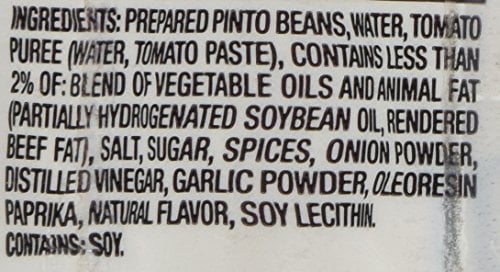 INGREDIENTS: PREPARED PINTO BEANS, WATER, TOMATO
PUREE (WATER, TOMATO PASTE), CONTAINS LESS THAN
2% OF: BLEND OF VEGETABLE OILS AND ANIMAL FAT
(PARTIALLY HYDROGENATED SOYBEAN OIL, RENDERED
BEEF FAT), SALT, SUGAR, SPICES, ONION POWDER,
DISTILLED VINEGAR, GARLIC POWDER, OLEORESIN
PAPRIKA, NATURAL FLAVOR, SOY LECITHIN.
CONTAINS: SOY.